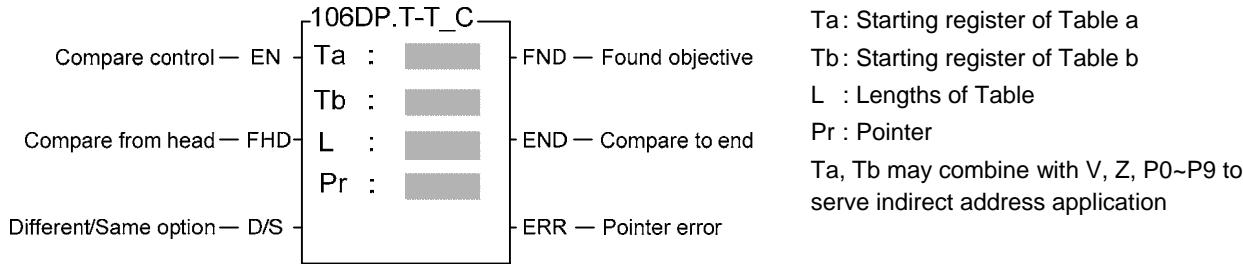 106DP.T-T_C
Compare control — EN
Ta :
FND — Found objective
Tb :
Compare from head — FHD
L :
END — Compare to end
Pr :
Different/Same option — D/S
ERR — Pointer error
Ta : Starting register of Table a
Tb : Starting register of Table b
L : Lengths of Table
Pr : Pointer
Ta, Tb may combine with V, Z, P0~P9 to
serve indirect address application